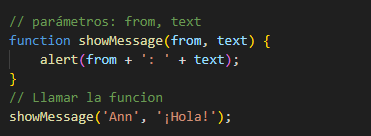 // parámetros: from, text
function showMessage(from, text) {
    alert(from + ': ' + text);
}
// Llamar la funcion
showMessage('Ann', '¡Hola!');